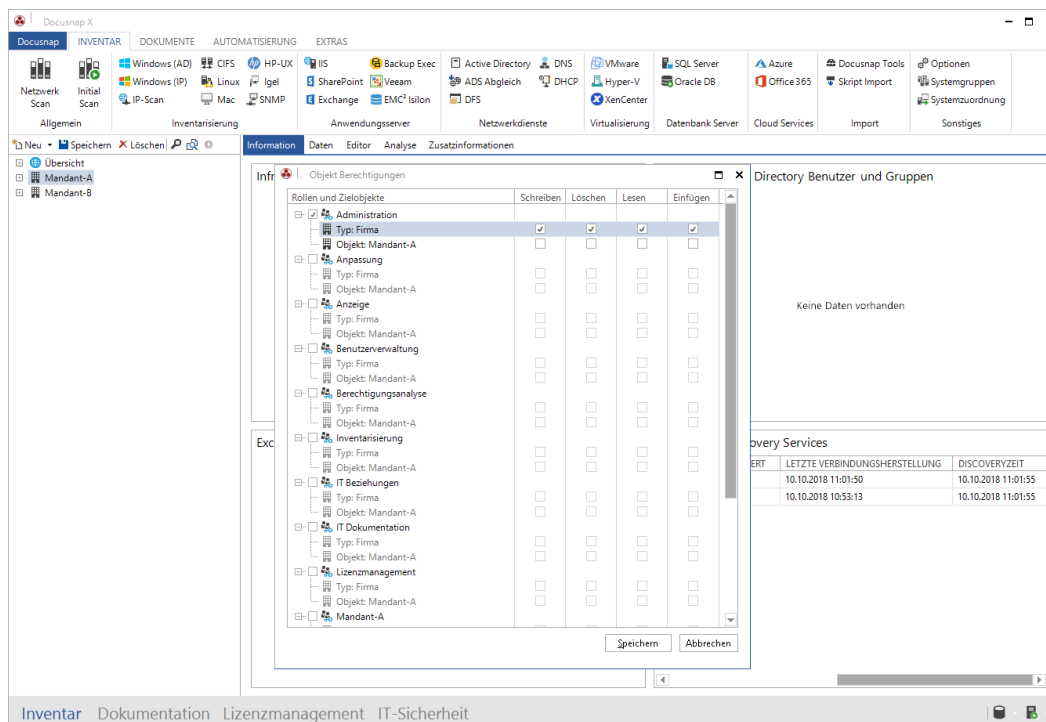 Docusnap X
Docusnap INVENTAR DOKUMENTE AUTOMATISIERUNG EXTRAS
Windows (AD) CIFS HP-UX IIS Backup Exec Active Directory DNS VMware SQL Server Azure Docusnap Tools Optionen
Windows (IP) Linux Igel SharePoint Veeam ADS Abgleich DHCP Hyper-V Oracle DB Office 365 Skript Import Systemgruppen
IP-Scan Mac SNMP Exchange EMC² Isilon DFS XenCenter Systemzuordnung
Netzwerk Scan Initial Scan
Allgemein Inventarisierung Anwendungsserver Netzwerkdienste Virtualisierung Datenbank Server Cloud Services Import Sonstiges
Neu Speichern Löschen
Information Daten Editor Analyse Zusatzinformationen
Übersicht
Mandant-A
Mandant-B
Infr
Directory Benutzer und Gruppen
Keine Daten vorhanden
Exc
overy Services
ERT LETZTE VERBINDUNGSHERSTELLUNG DISCOVERYZEIT
10.10.2018 11:01:50 10.10.2018 11:01:55
10.10.2018 10:53:13 10.10.2018 11:01:55
Objekt Berechtigungen
Rollen und Zielobjekte Schreiben Löschen Lesen Einfügen
Administration
Typ: Firma
Objekt: Mandant-A
Anpassung
Typ: Firma
Objekt: Mandant-A
Anzeige
Typ: Firma
Objekt: Mandant-A
Benutzerverwaltung
Typ: Firma
Objekt: Mandant-A
Berechtigungsanalyse
Typ: Firma
Objekt: Mandant-A
Inventarisierung
Typ: Firma
Objekt: Mandant-A
IT Beziehungen
Typ: Firma
Objekt: Mandant-A
IT Dokumentation
Typ: Firma
Objekt: Mandant-A
Lizenzmanagement
Typ: Firma
Objekt: Mandant-A
Mandant-A
Speichern Abbrechen
Inventar Dokumentation Lizenzmanagement IT-Sicherheit